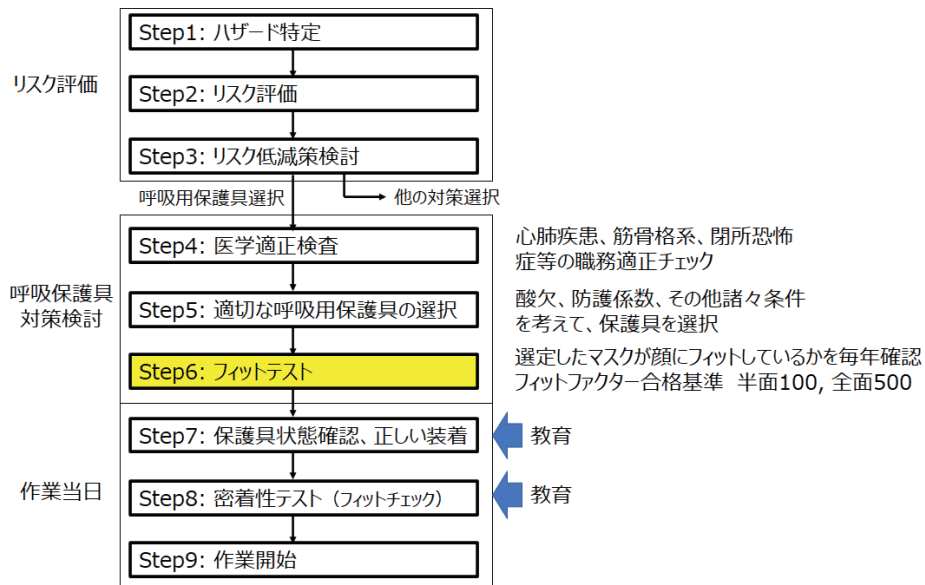 リスク評価
Step1: ハザード特定
Step2: リスク評価
Step3: リスク低減策検討
呼吸用保護具選択
他の対策選択
呼吸保護具
対策検討
Step4: 医学適正検査
心肺疾患、筋骨格系、閉所恐怖
症等の職務適正チェック
Step5: 適切な呼吸用保護具の選択
酸欠、防護係数、その他諸々条件
を考えて、保護具を選択
Step6: フィットテスト
選定したマスクが顔にフィットしているかを毎年確認
フィットファクター合格基準 半面100, 全面500
作業当日
Step7: 保護具状態確認、正しい装着
教育
Step8: 密着性テスト（フィットチェック）
教育
Step9: 作業開始